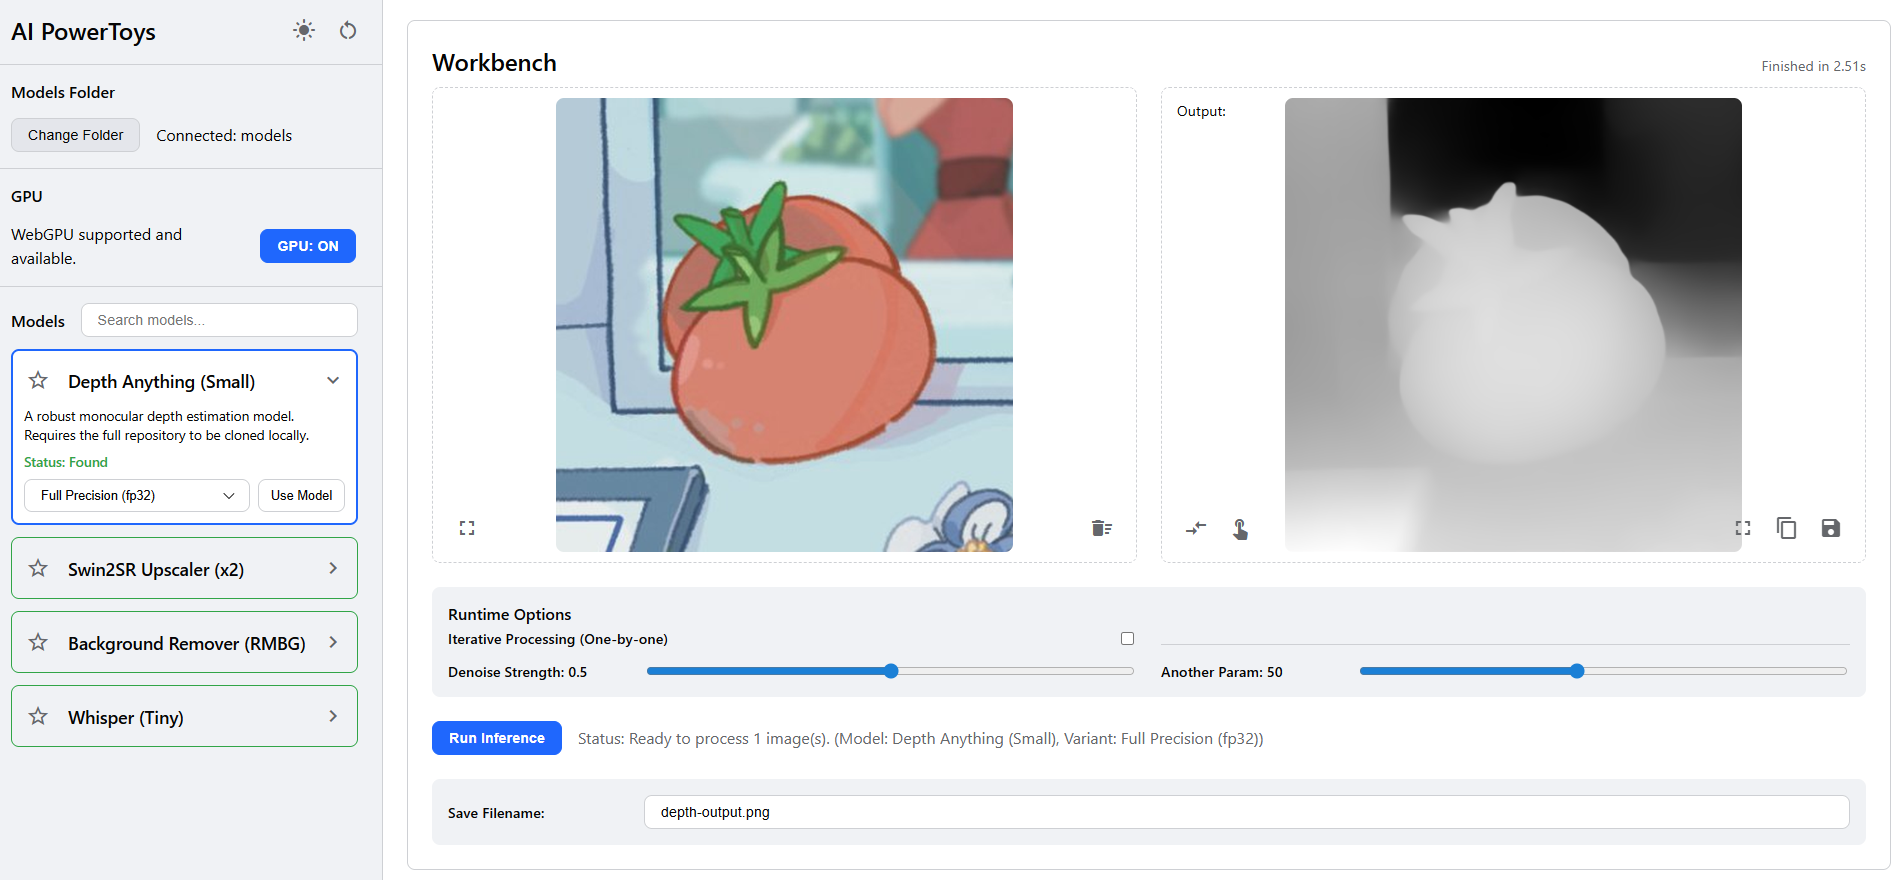 AI PowerToys
Models Folder
Change Folder
Connected: models
GPU
WebGPU supported and
available.
GPU: ON
Models
Search models...
Depth Anything (Small)
A robust monocular depth estimation model.
Requires the full repository to be cloned locally.
Status: Found
Full Precision (fp32)
Use Model
Swin2SR Upscaler (x2)
Background Remover (RMBG)
Whisper (Tiny)
Workbench
Finished in 2.51s
Output:
Runtime Options
Iterative Processing (One-by-one)
Denoise Strength: 0.5
Another Param: 50
Run Inference
Status: Ready to process 1 image(s). (Model: Depth Anything (Small), Variant: Full Precision (fp32))
Save Filename:
depth-output.png